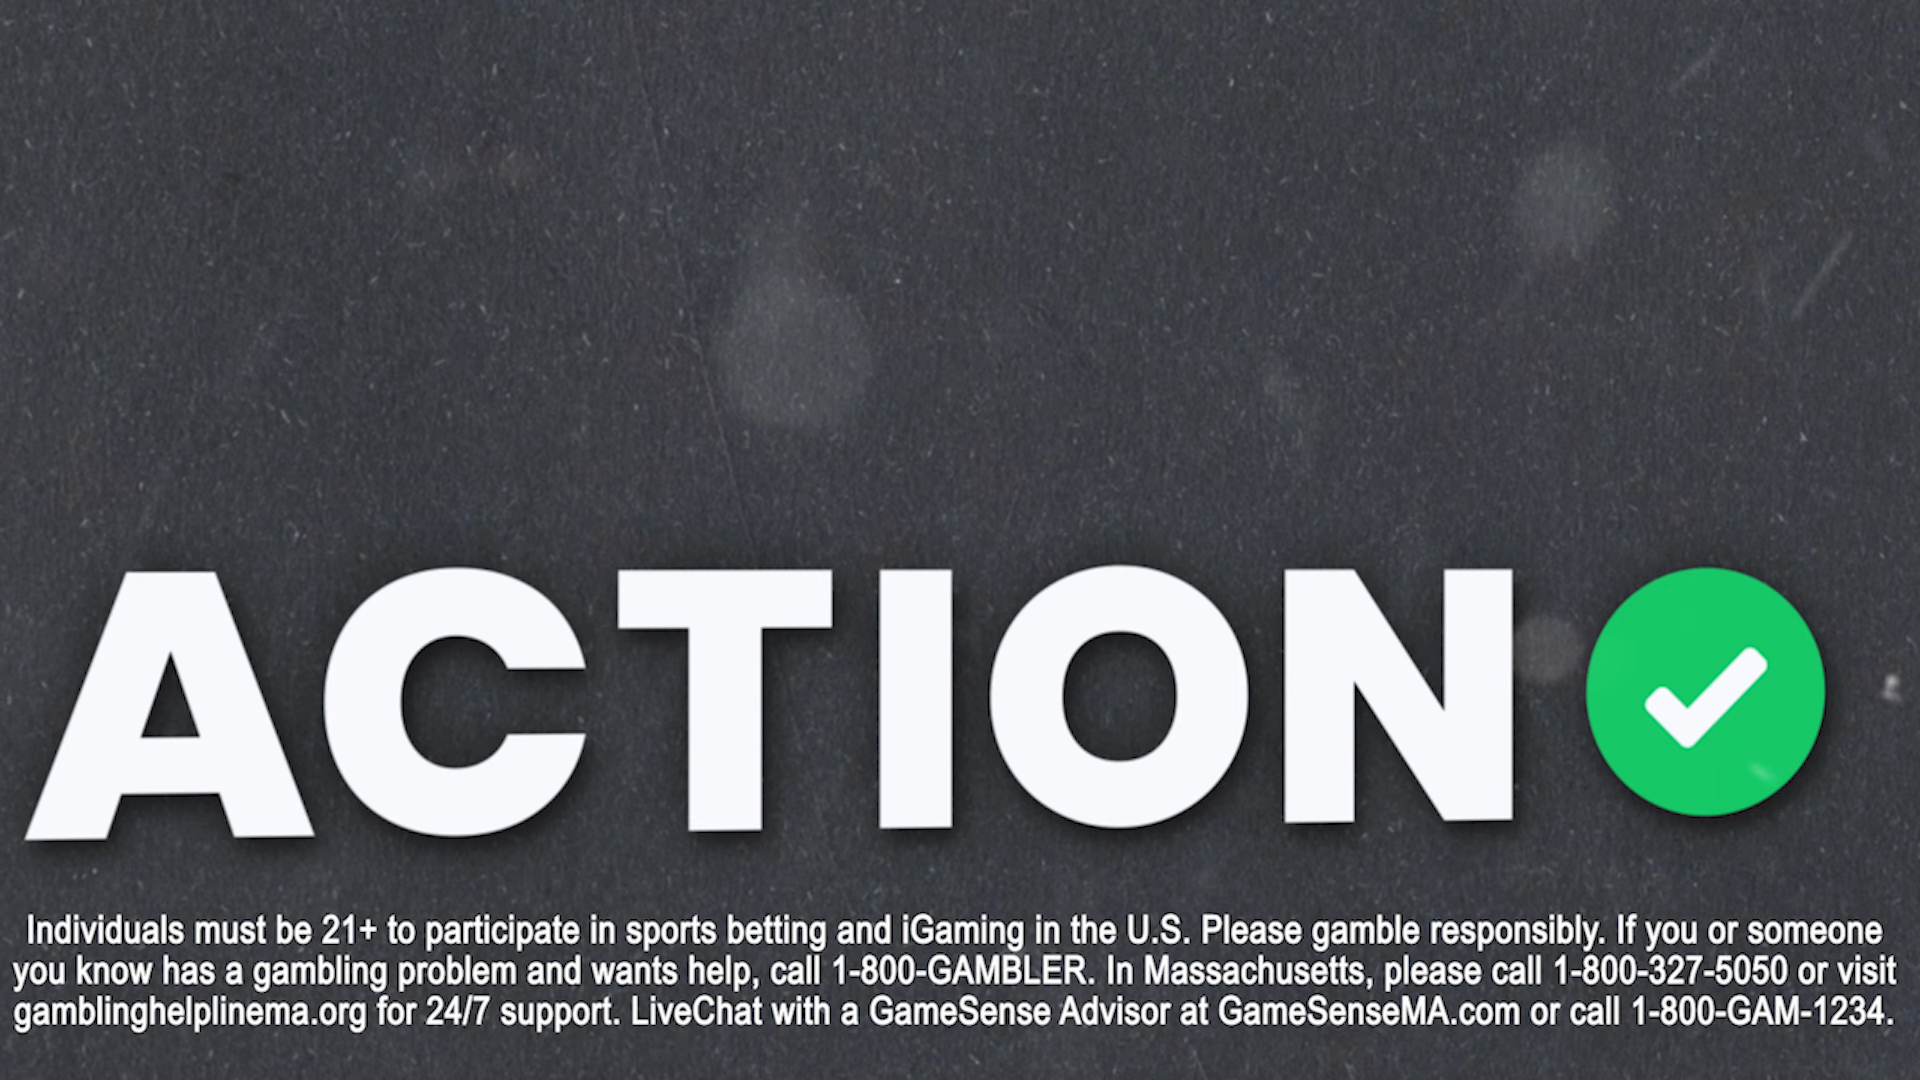 ACTION
Individuals must be 21+ to participate in sports betting and iGaming in the U.S. Please gamble responsibly. If you or someone
you know has a gambling problem and wants help, call 1-800-GAMBLER. In Massachusetts, please call 1-800-327-5050 or visit
gamblinghelplinema.org for 24/7 support. LiveChat with a GameSense Advisor at GameSenseMA.com or call 1-800-GAM-1234.